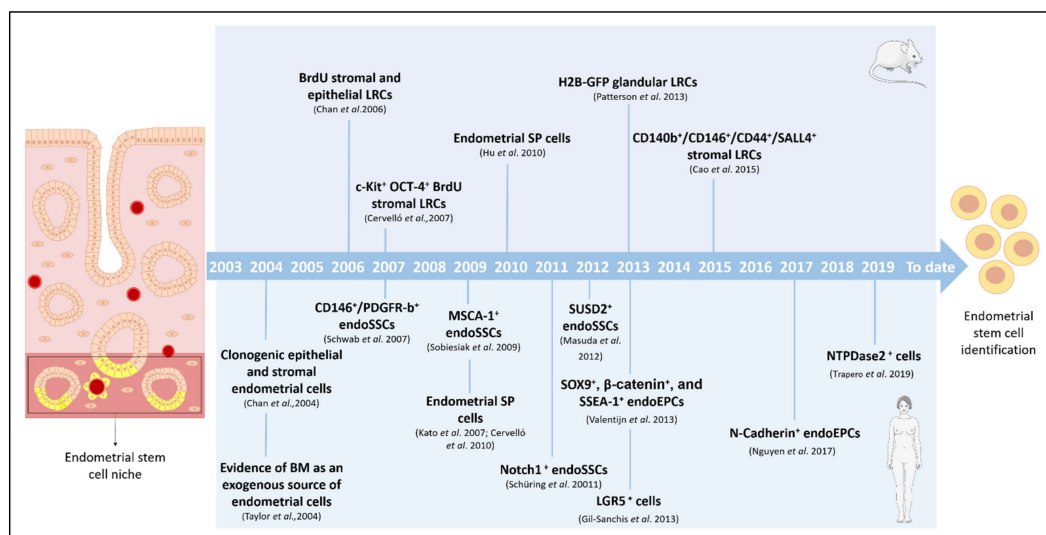 BrdU stromal and
epithelial LRCs
(Chan et al.2006)
c-Kit⁺ OCT-4⁺ BrdU
stromal LRCs
(Cervelló et al.,2007)
Endometrial SP cells
(Hu et al. 2010)
H2B-GFP glandular LRCs
(Patterson et al. 2013)
CD140b⁺/CD146⁺/CD44⁺/SALL4⁺
stromal LRCs
(Cao et al. 2015)
2003 2004 2005 2006 2007 2008 2009 2010 2011 2012 2013 2014 2015 2016 2017 2018 2019 To date
Clonogenic epithelial
and stromal
endometrial cells
(Chan et al.,2004)
Evidence of BM as an
exogenous source of
endometrial cells
(Taylor et al.,2004)
CD146⁺/PDGFR-b⁺
endoSSCs
(Schwab et al. 2007)
MSCA-1⁺
endoSSCs
(Sobiesiak et al. 2009)
Endometrial SP
cells
(Kato et al. 2007; Cervelló
et al. 2010)
Notch1 ⁺ endoSSCs
(Schüring et al. 20011)
SUSD2⁺
endoSSCs
(Masuda et al.
2012)
SOX9⁺, β-catenin⁺, and
SSEA-1⁺ endoEPCs
(Valentijn et al. 2013)
LGR5 ⁺ cells
(Gil-Sanchis et al. 2013)
N-Cadherin⁺ endoEPCs
(Nguyen et al. 2017)
NTPDase2 ⁺ cells
(Trapero et al. 2019)
Endometrial stem
cell niche
Endometrial
stem cell
identification